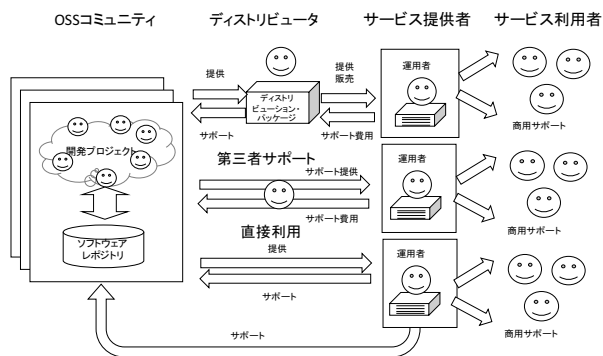 OSSコミュニティ
ディストリビュータ
サービス提供者
サービス利用者
提供
提供
販売
ディストリ
ビューション・
パッケージ
サポート
サポート費用
運用者
商用サポート
開発プロジェクト
ソフトウェア
レポジトリ
第三者サポート
サポート提供
サポート費用
運用者
商用サポート
直接利用
提供
サポート
運用者
商用サポート
サポート